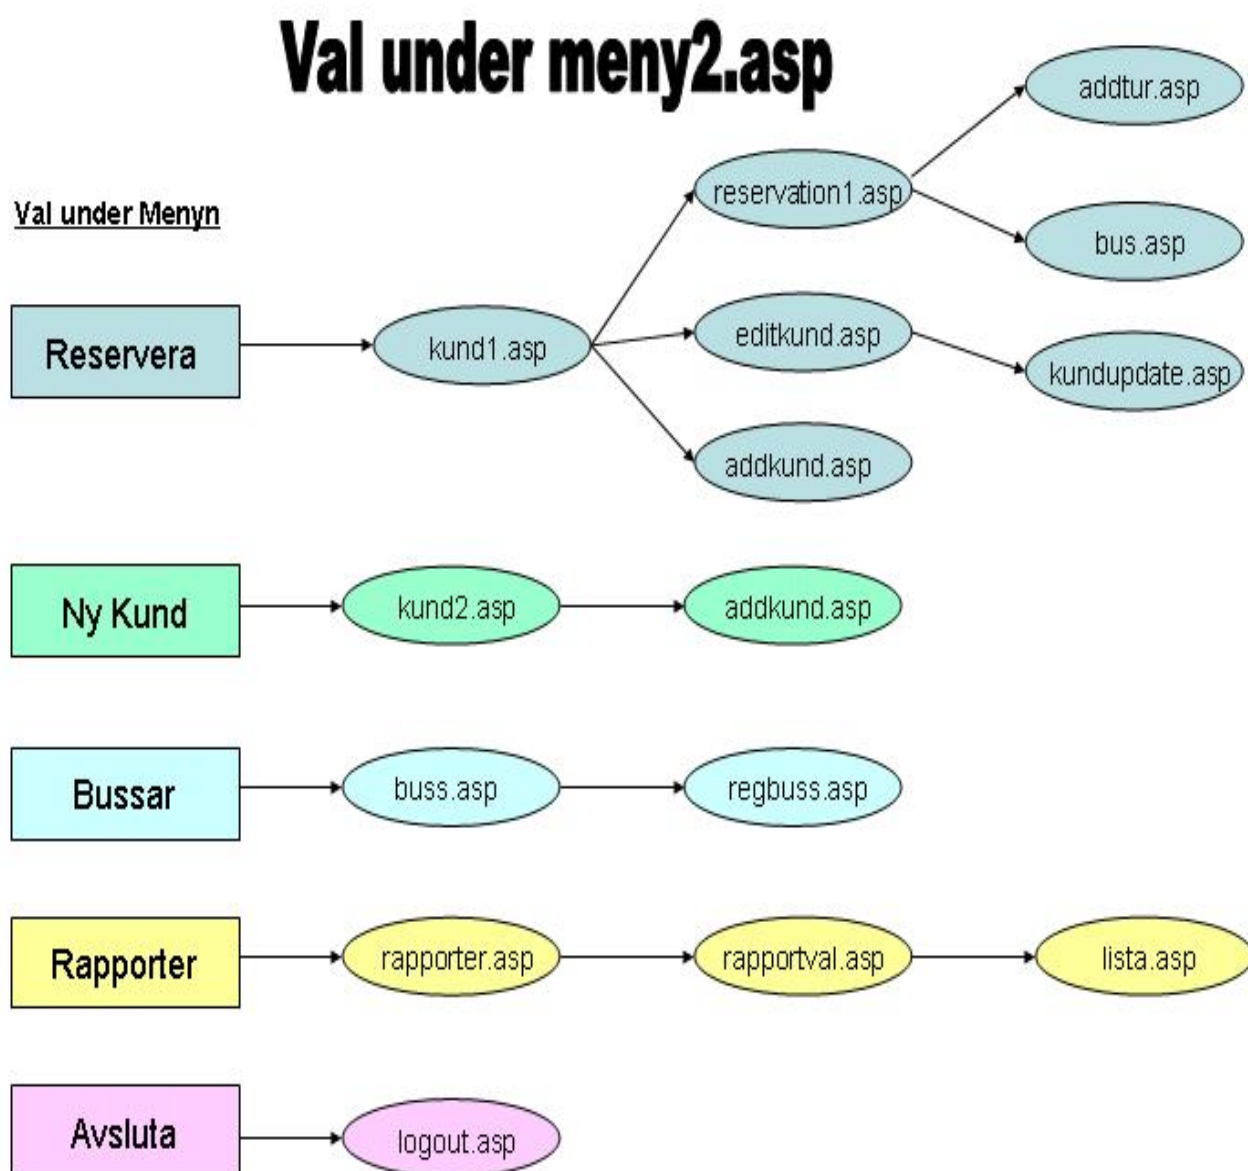 Val under meny2.asp
Val under Menyn
addtur.asp
reservation1.asp
bus.asp
Reservera
kund1.asp
editkund.asp
kundupdate.asp
addkund.asp
Ny Kund
kund2.asp
addkund.asp
Bussar
buss.asp
regbuss.asp
Rapporter
rapporter.asp
rapportval.asp
lista.asp
Avsluta
logout.asp